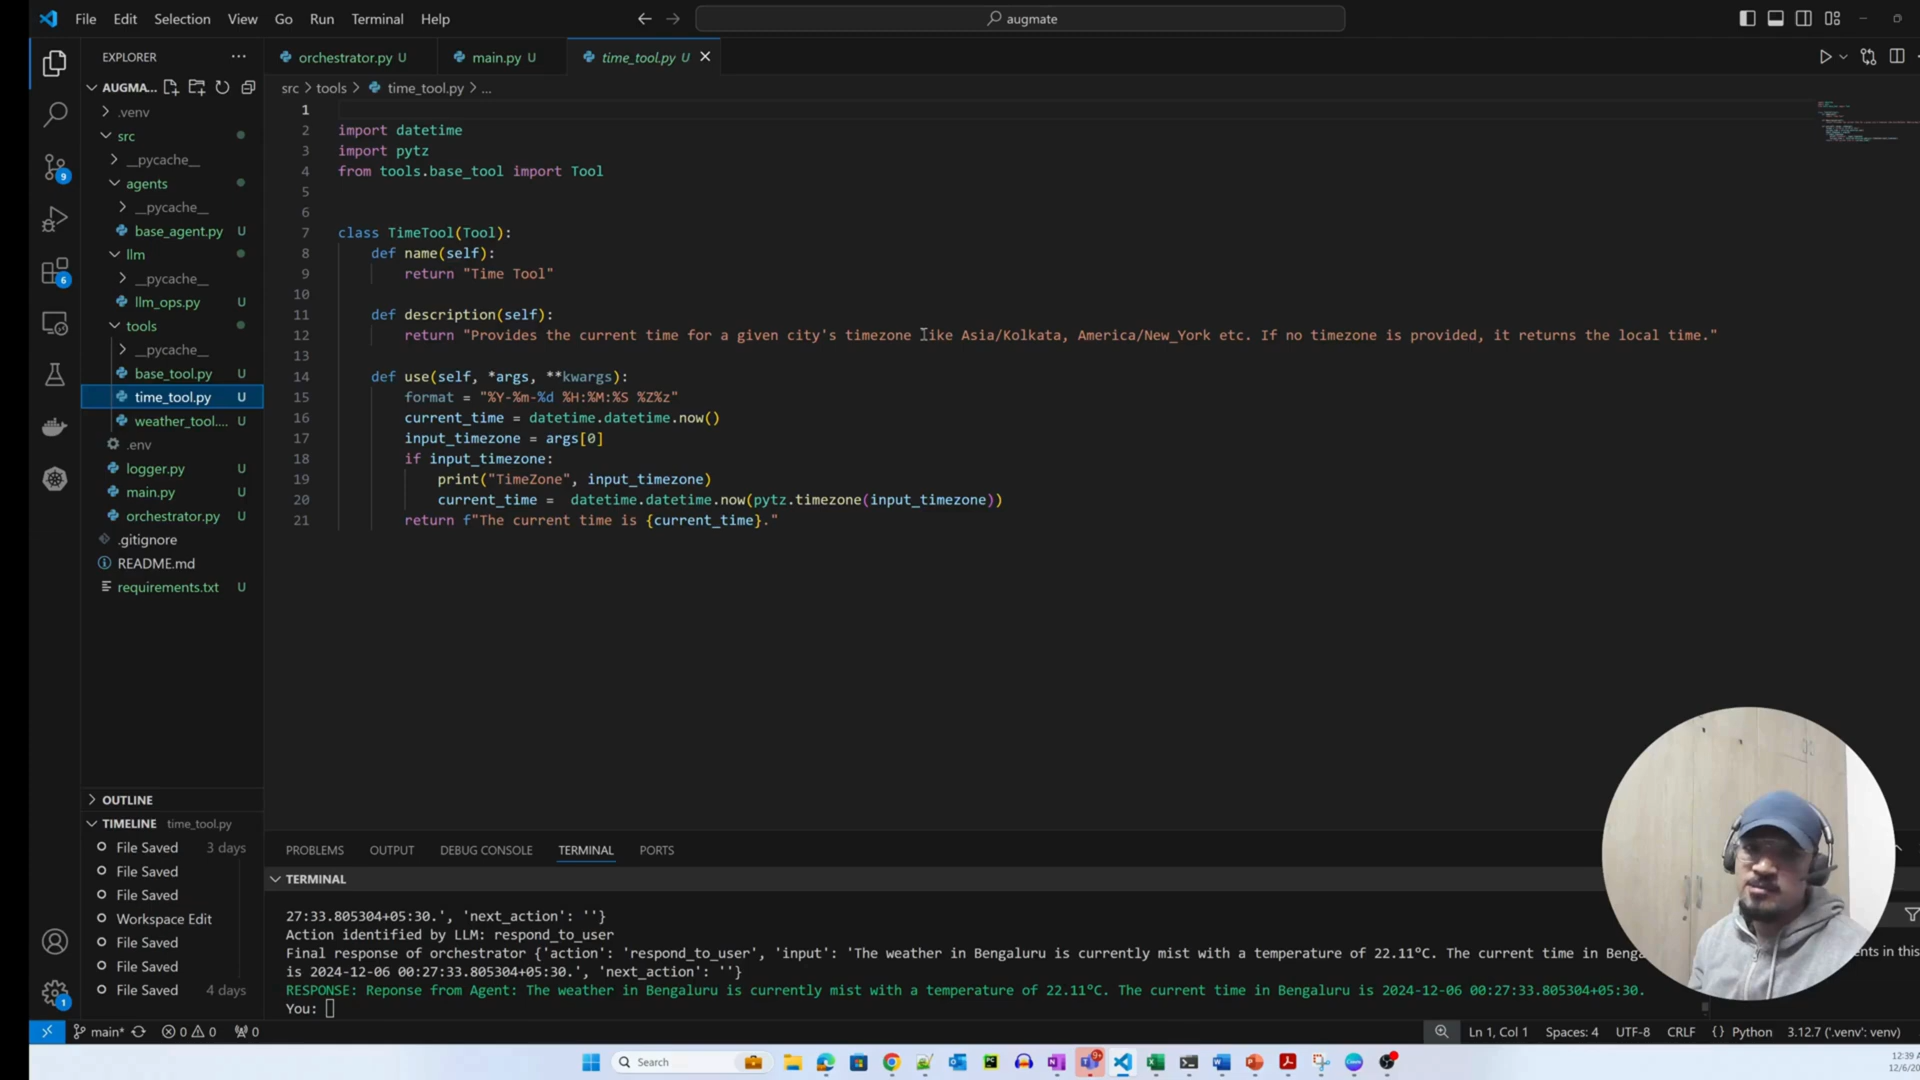 File Edit Selection View Go Run Terminal Help
augmate
EXPLORER
orchestrator.py U
main.py U
time_tool.py U
AUGMA...
src > tools > time_tool.py > ...
.venv
src
__pycache__
agents
__pycache__
base_agent.py U
llm
__pycache__
llm_ops.py U
tools
__pycache__
base_tool.py U
time_tool.py U
weather_tool.... U
.env
logger.py U
main.py U
orchestrator.py U
.gitignore
README.md
requirements.txt U
9
6
1
1
2 import datetime
3 import pytz
4 from tools.base_tool import Tool
5
6
7 class TimeTool(Tool):
8 def name(self):
9 return "Time Tool"
10
11 def description(self):
12 return "Provides the current time for a given city's timezone like Asia/Kolkata, America/New_York etc. If no timezone is provided, it returns the local time."
13
14 def use(self, *args, **kwargs):
15 format = "%Y-%m-%d %H:%M:%S %Z%z"
16 current_time = datetime.datetime.now()
17 input_timezone = args[0]
18 if input_timezone:
19 print("TimeZone", input_timezone)
20 current_time =  datetime.datetime.now(pytz.timezone(input_timezone))
21 return f"The current time is {current_time}."
OUTLINE
TIMELINE time_tool.py
File Saved 3 days
File Saved
File Saved
Workspace Edit
File Saved
File Saved
File Saved 4 days
PROBLEMS OUTPUT DEBUG CONSOLE TERMINAL PORTS
TERMINAL
27:33.805304+05:30.', 'next_action': ''}
Action identified by LLM: respond_to_user
Final response of orchestrator {'action': 'respond_to_user', 'input': 'The weather in Bengaluru is currently mist with a temperature of 22.11°C. The current time in Beng
is 2024-12-06 00:27:33.805304+05:30.', 'next_action': ''}
RESPONSE: Reponse from Agent: The weather in Bengaluru is currently mist with a temperature of 22.11°C. The current time in Bengaluru is 2024-12-06 00:27:33.805304+05:30.
You:
in this
main* 0 0 0
Ln 1, Col 1 Spaces: 4 UTF-8 CRLF {} Python 3.12.7 ('.venv': venv)
Search
9+
12:39
12/6/20